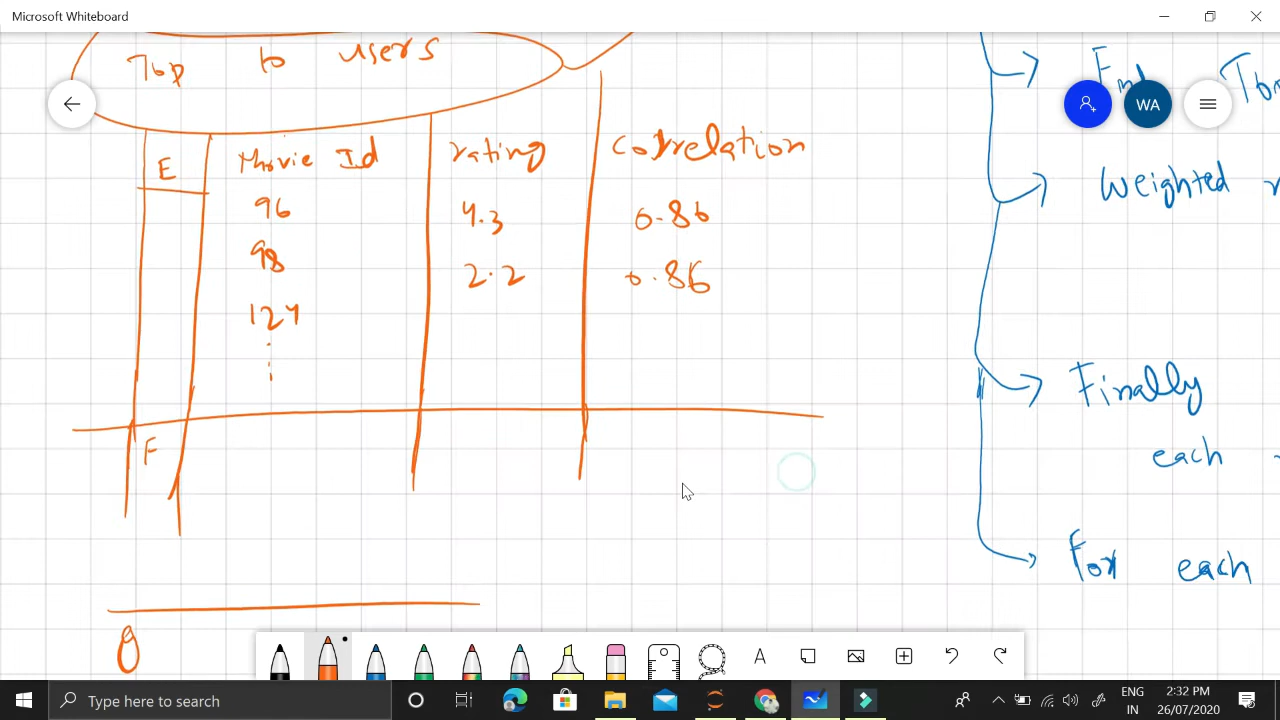 Microsoft Whiteboard
Top to users
E Movie Id rating correlation
96 4.3 0.86
98 2.2 0.86
124
F
Weighted
Finally
each
For each
WA
Type here to search
ENG
IN
2:32 PM
26/07/2020